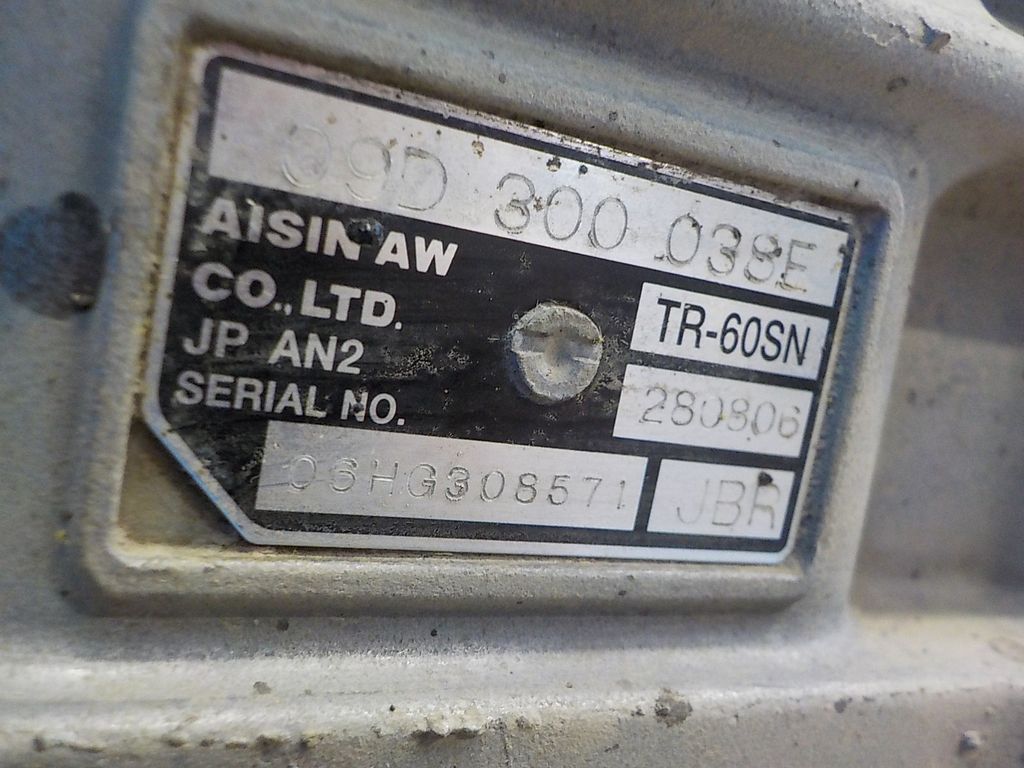 09D 300 038E
AISIN AW
CO., LTD.
JP AN2
SERIAL NO.
TR-60SN
280806
06HG308571
JBR